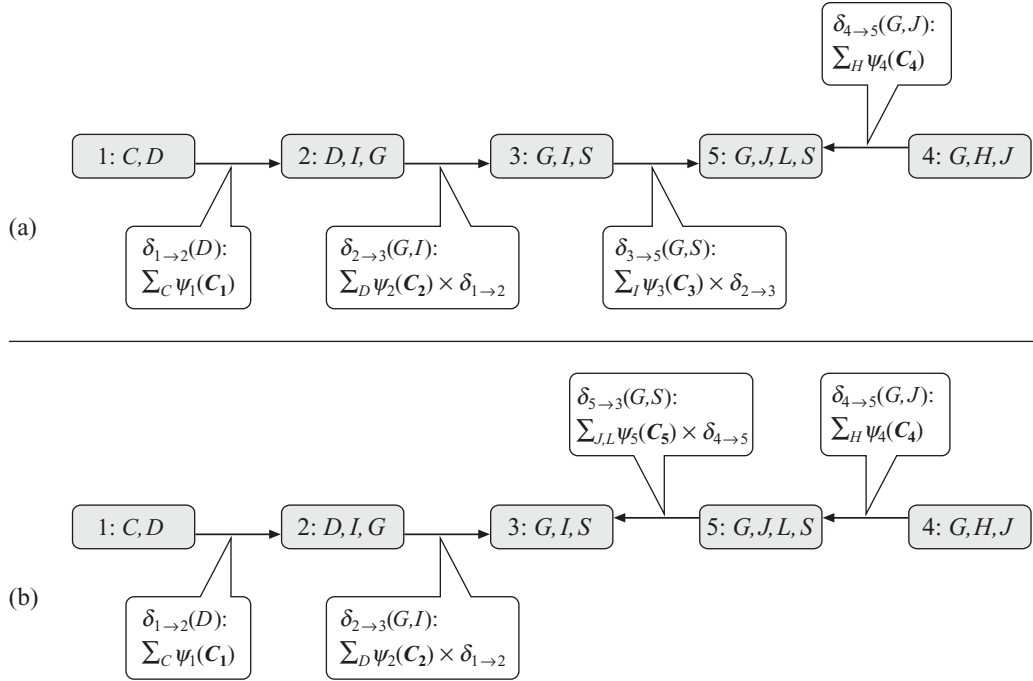 δ4→5(G,J):
∑H ψ4(C4)
1: C,D
2: D,I,G
3: G,I,S
5: G,J,L,S
4: G,H,J
(a)
δ1→2(D):
∑C ψ1(C1)
δ2→3(G,I):
∑D ψ2(C2) × δ1→2
δ3→5(G,S):
∑I ψ3(C3) × δ2→3
δ5→3(G,S):
∑J,L ψ5(C5) × δ4→5
δ4→5(G,J):
∑H ψ4(C4)
1: C,D
2: D,I,G
3: G,I,S
5: G,J,L,S
4: G,H,J
(b)
δ1→2(D):
∑C ψ1(C1)
δ2→3(G,I):
∑D ψ2(C2) × δ1→2